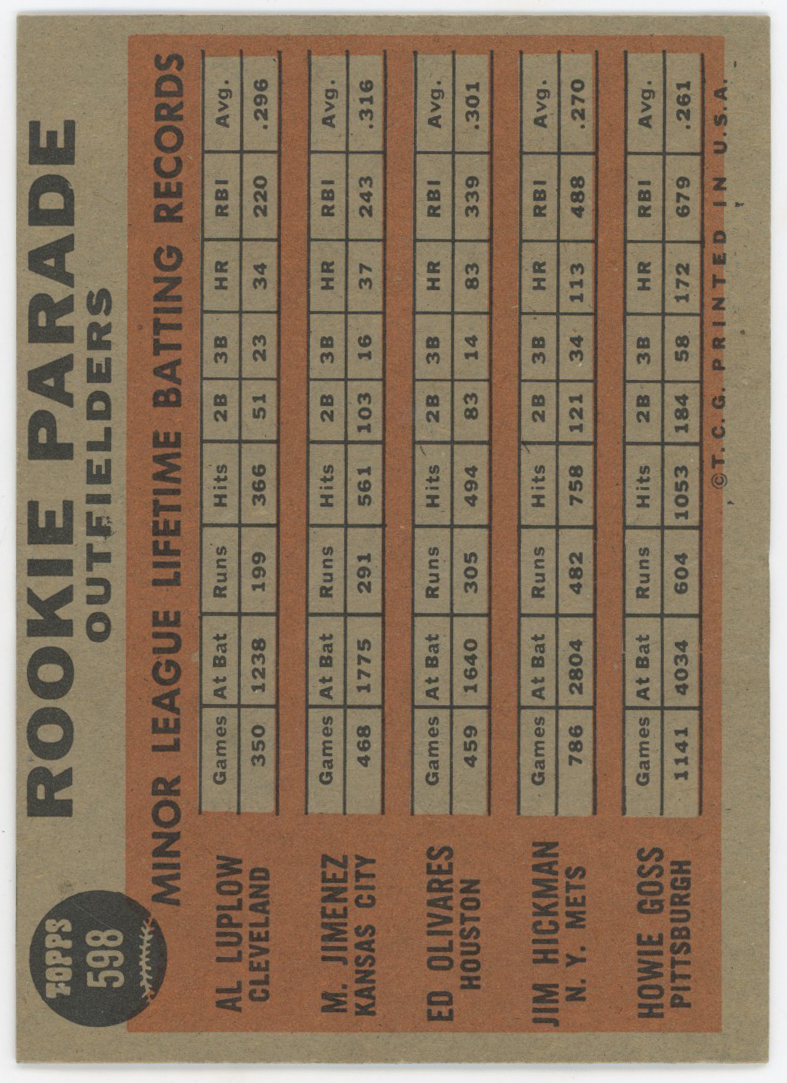 TOPPS
598
ROOKIE PARADE
OUTFIELDERS
MINOR LEAGUE LIFETIME BATTING RECORDS
AL LUPLOW
CLEVELAND
Games At Bat Runs Hits 2B 3B HR RBI Avg.
350 1238 199 366 51 23 34 220 .296
M. JIMENEZ
KANSAS CITY
Games At Bat Runs Hits 2B 3B HR RBI Avg.
468 1775 291 561 103 16 37 243 .316
ED OLIVARES
HOUSTON
Games At Bat Runs Hits 2B 3B HR RBI Avg.
459 1640 305 494 83 14 83 339 .301
JIM HICKMAN
N. Y. METS
Games At Bat Runs Hits 2B 3B HR RBI Avg.
786 2804 482 758 121 34 113 488 .270
HOWIE GOSS
PITTSBURGH
Games At Bat Runs Hits 2B 3B HR RBI Avg.
1141 4034 604 1053 184 58 172 679 .261
©T.C.G. PRINTED IN U.S.A.